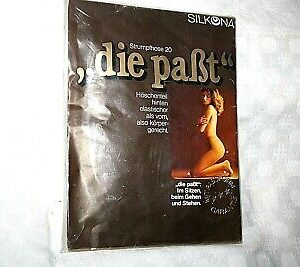 SILKONA
Strumpfhose 20
„die paßt“
Höschenteil
hinten
elastischer
als vorn,
also körper-
gerecht.
„die paßt“:
Im Sitzen,
beim Gehen
und Stehen.